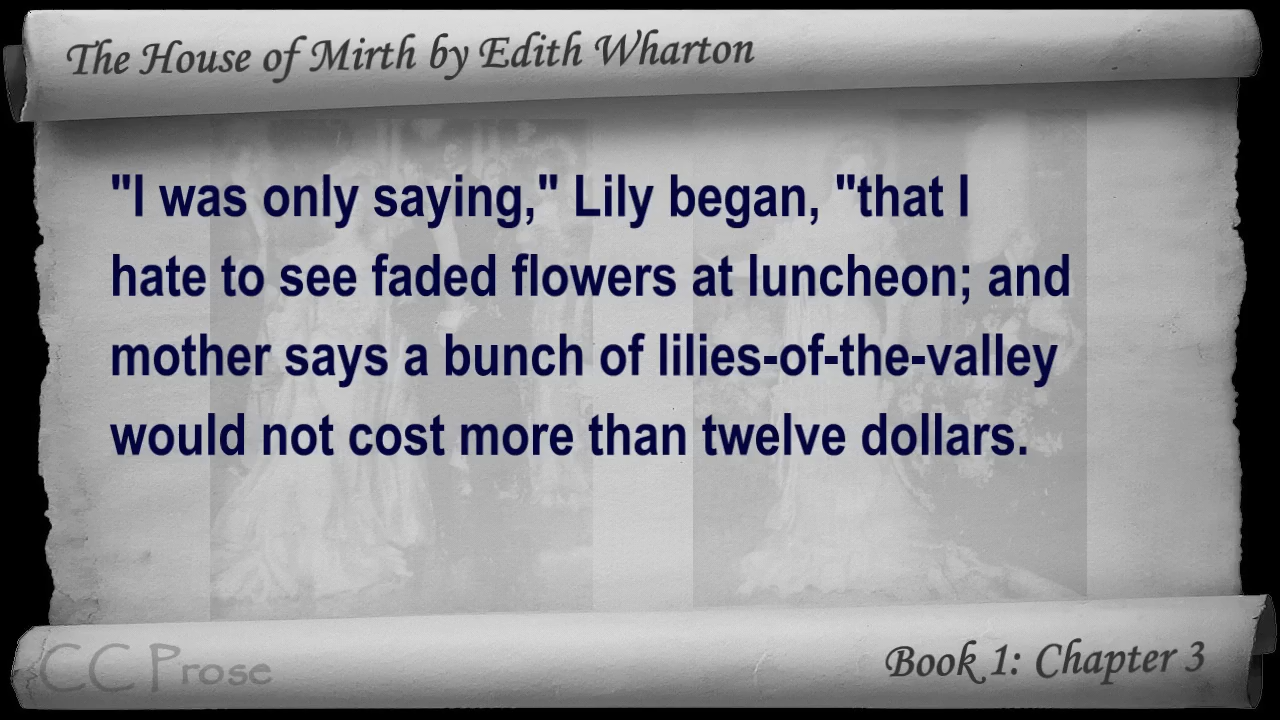 The House of Mirth by Edith Wharton
"I was only saying," Lily began, "that I
hate to see faded flowers at luncheon; and
mother says a bunch of lilies-of-the-valley
would not cost more than twelve dollars.
CC Prose
Book 1: Chapter 3